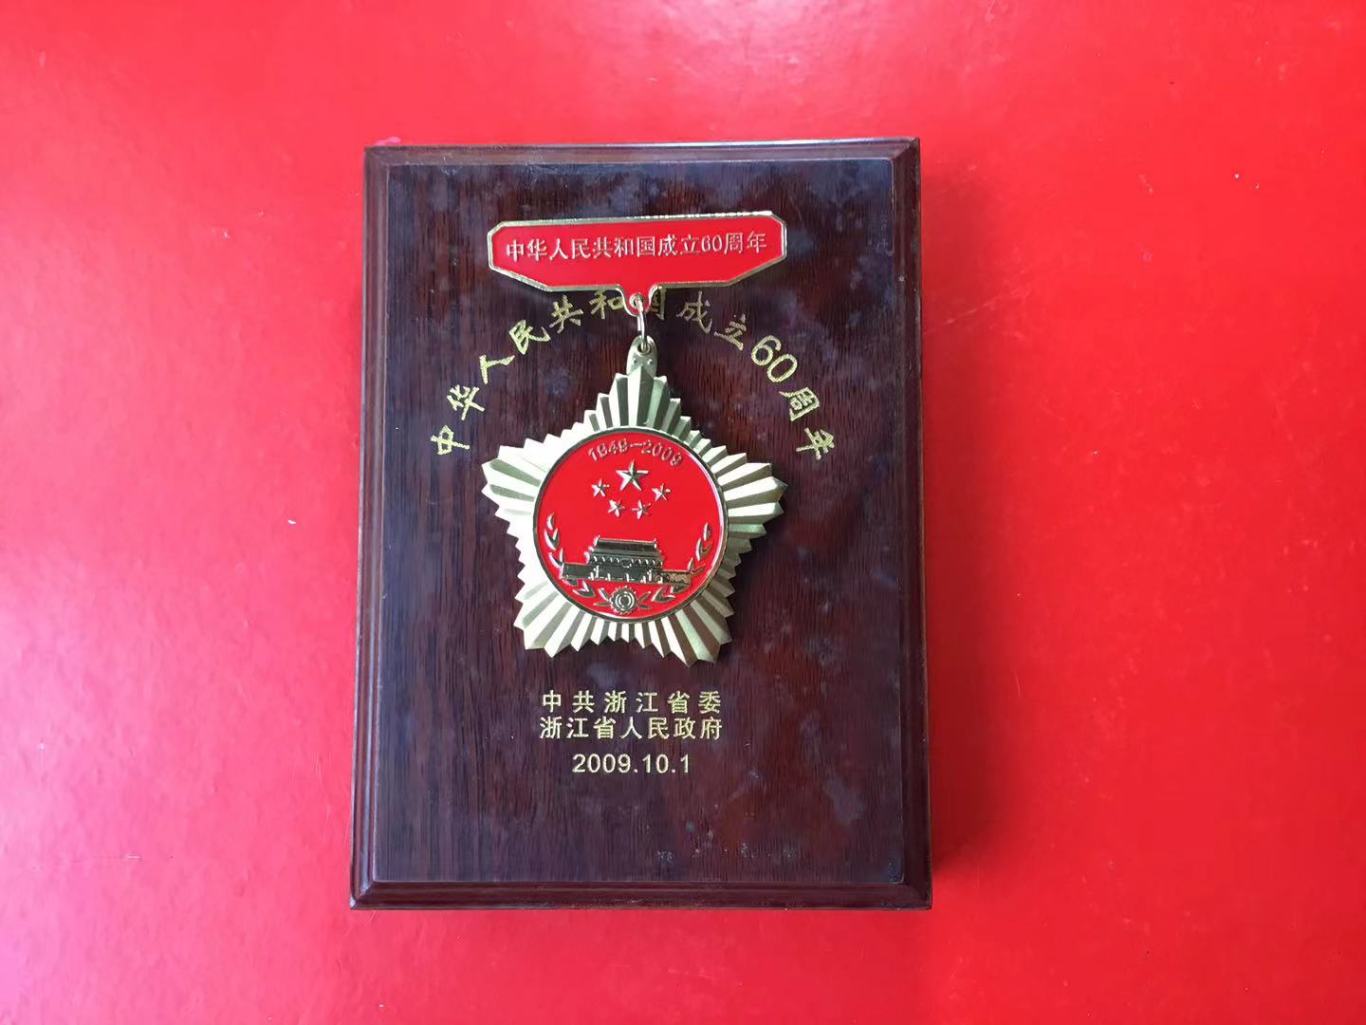 中华人民共和国成立60周年
中华人民共和国成立60周年
1949—2009
中共浙江省委
浙江省人民政府
2009.10.1